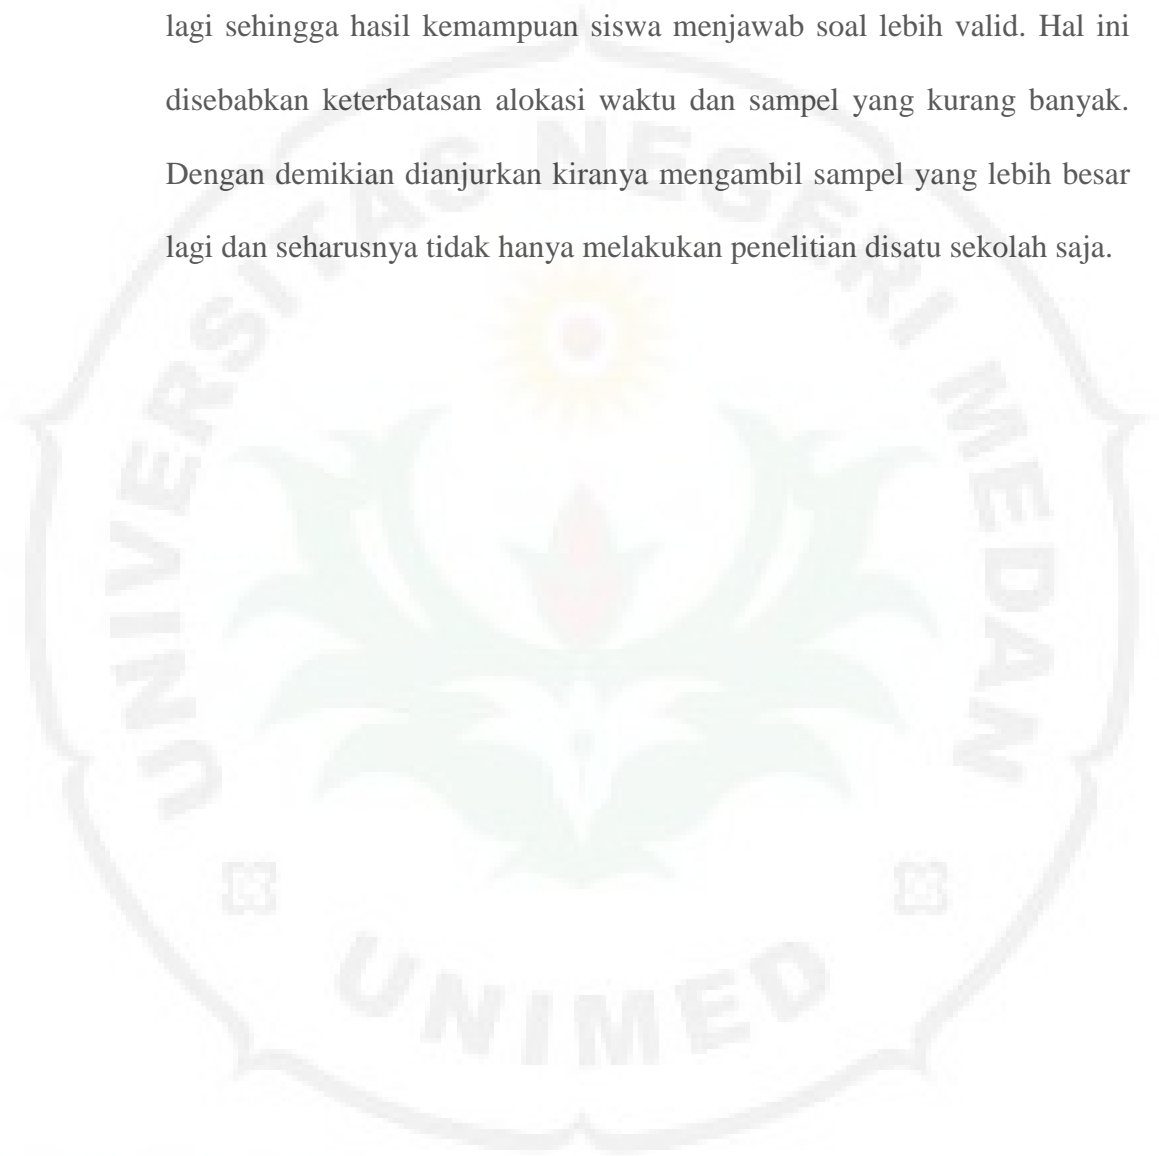 lagi sehingga hasil kemampuan siswa menjawab soal lebih valid. Hal ini
disebabkan keterbatasan alokasi waktu dan sampel yang kurang banyak.
Dengan demikian dianjurkan kiranya mengambil sampel yang lebih besar
lagi dan seharusnya tidak hanya melakukan penelitian disatu sekolah saja.
UNIVERSITAS NEGERI MEDAN
UNIMED